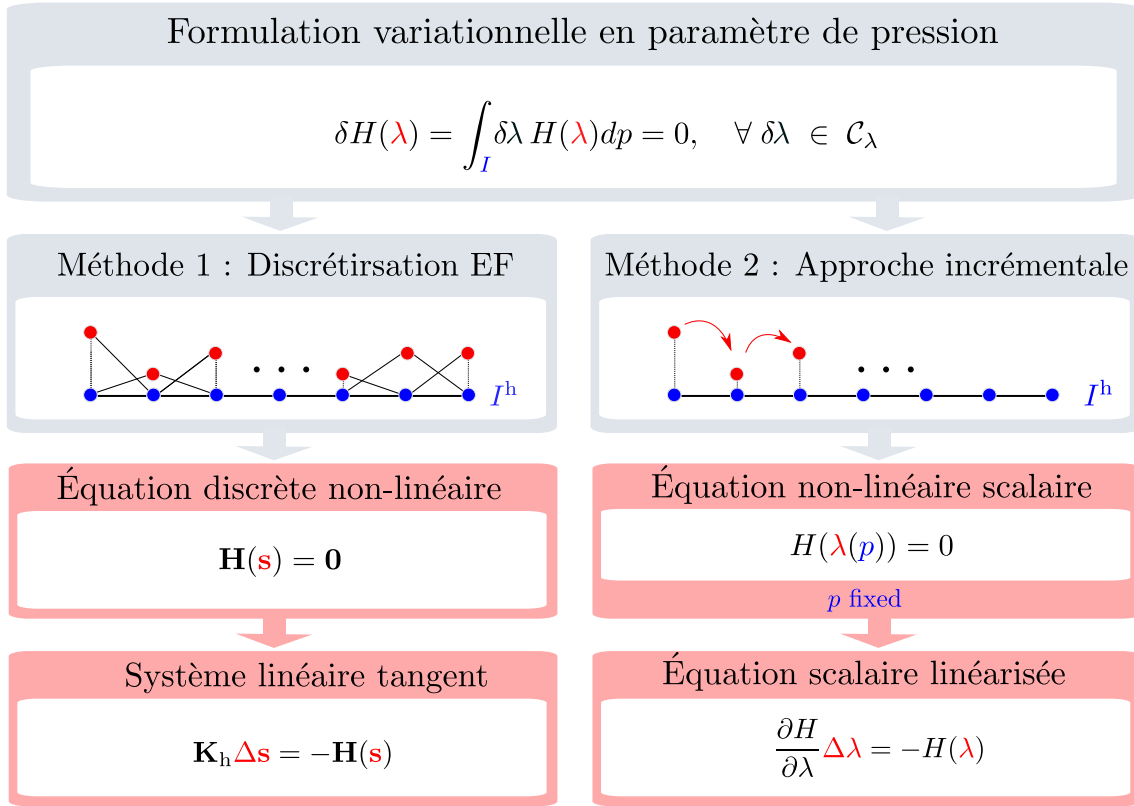 Formulation variationnelle en paramètre de pression
δH(λ) = ∫_I δλ H(λ)dp = 0, ∀ δλ ∈ 𝒞_λ
Méthode 1 : Discrétirsation EF
I^h
Équation discrète non-linéaire
H(s) = 0
Système linéaire tangent
K_h Δs = −H(s)
Méthode 2 : Approche incrémentale
I^h
Équation non-linéaire scalaire
H(λ(p)) = 0
p fixed
Équation scalaire linéarisée
∂H/∂λ Δλ = −H(λ)